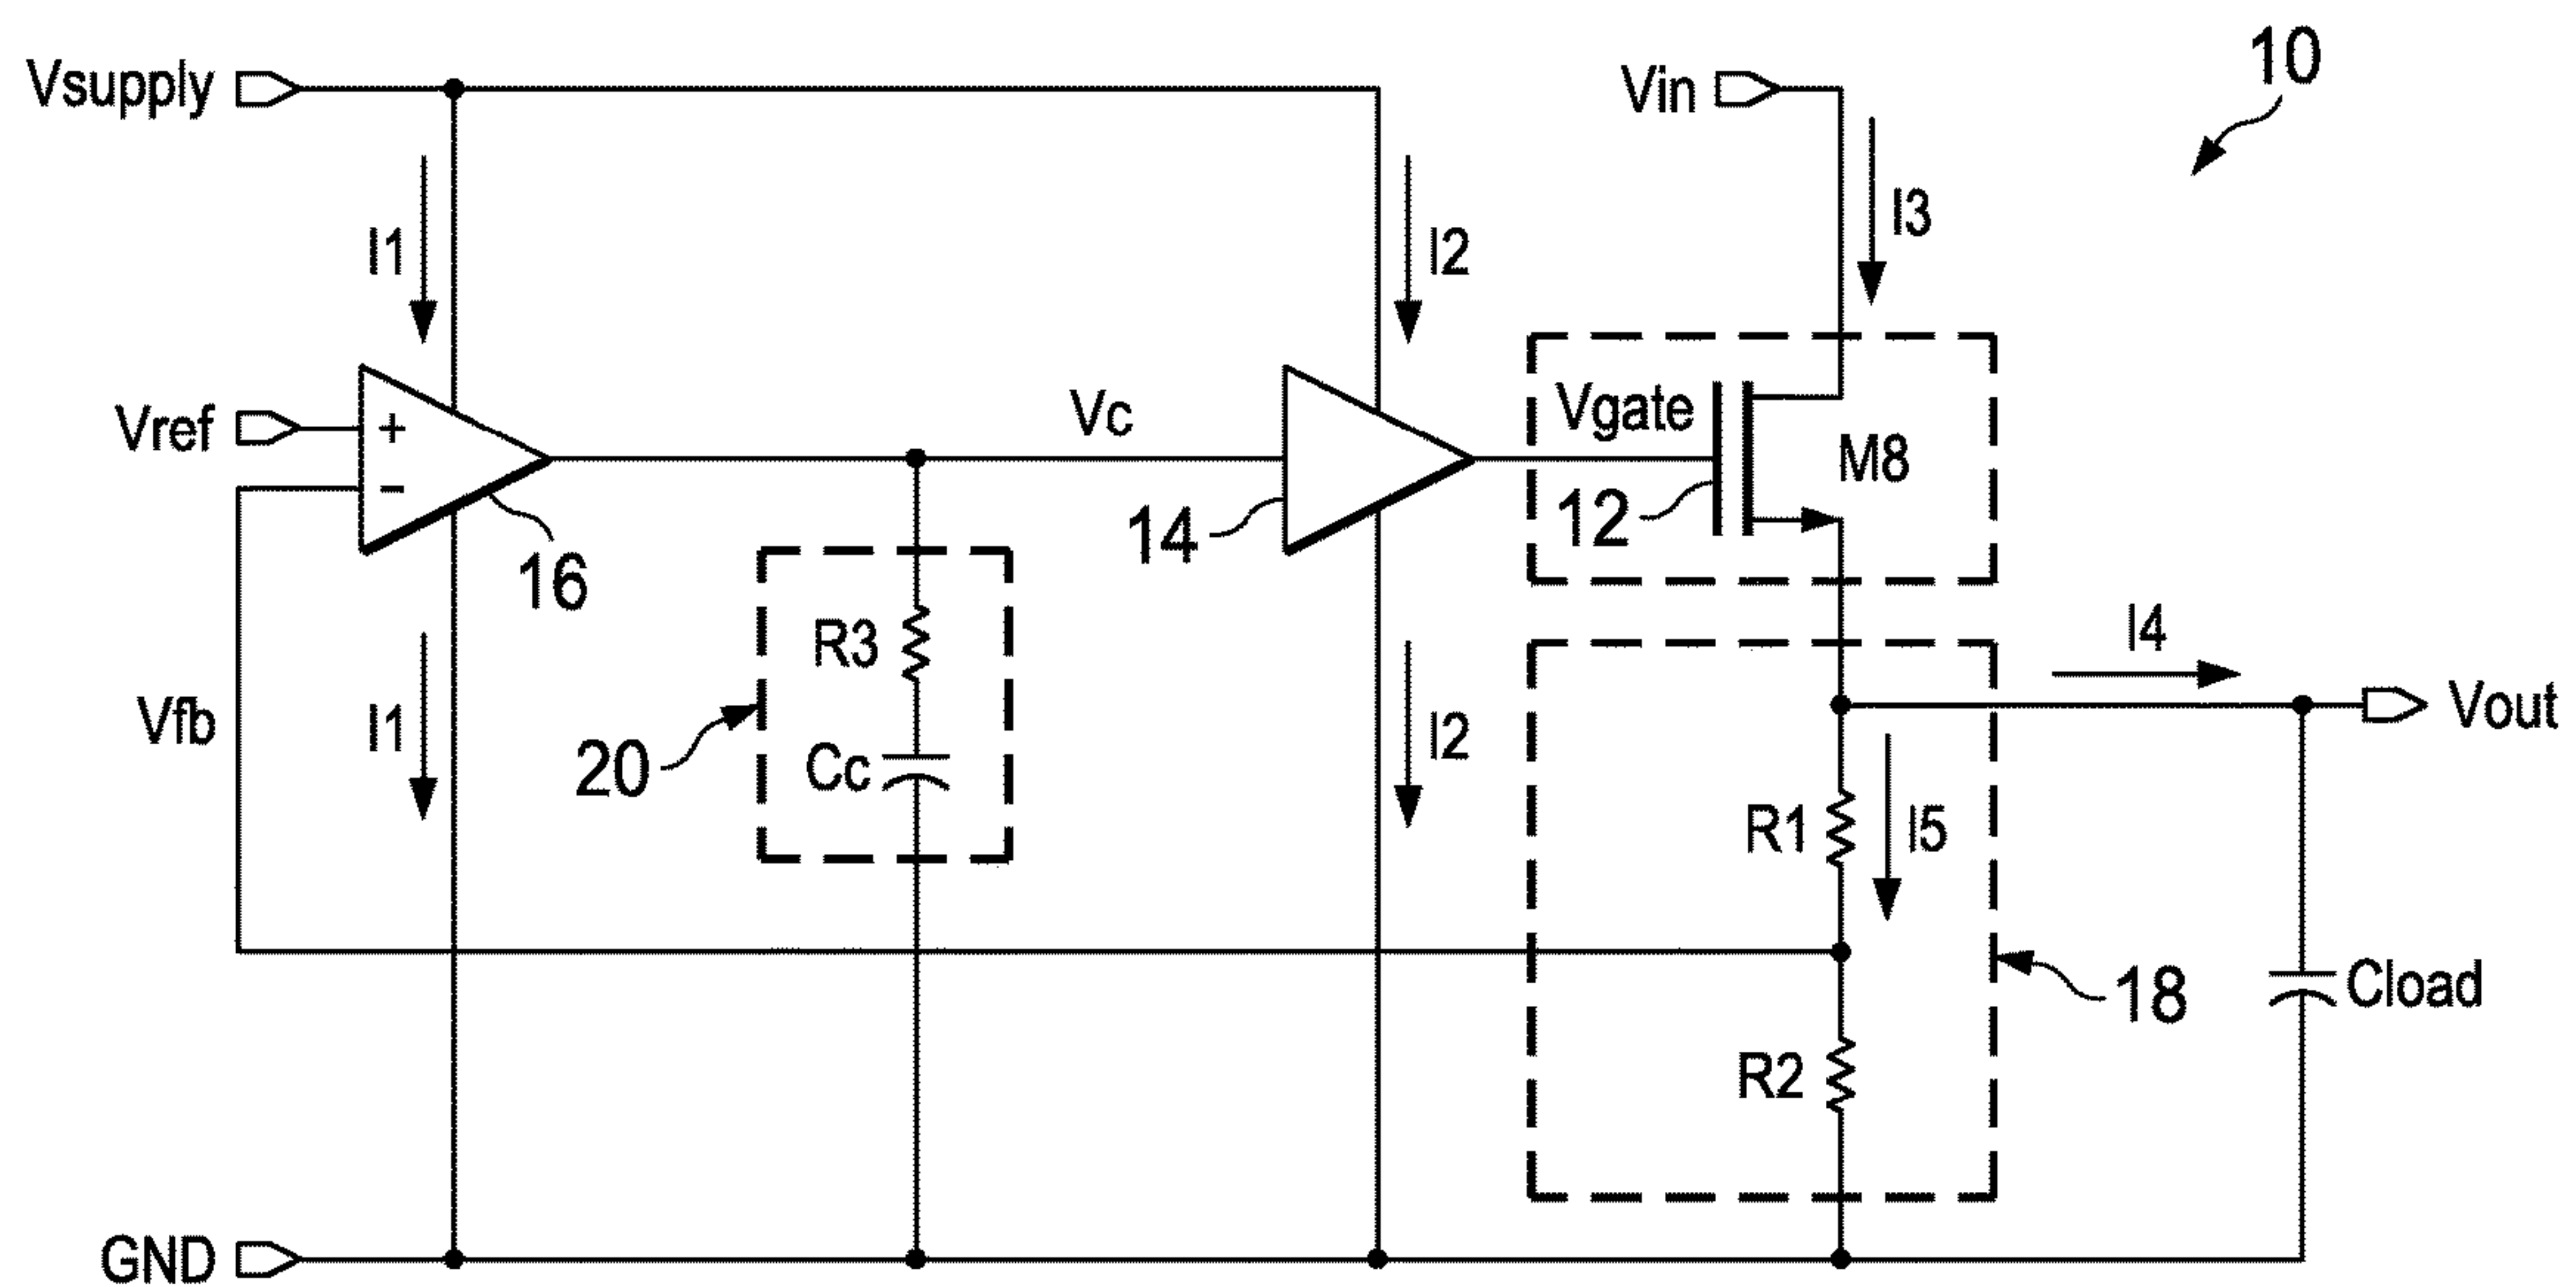 Vsupply
Vin
10
I1
I2
I3
Vref
+
−
Vc
Vgate
M8
12
14
16
R3
I4
Vfb
I1
20
Cc
I2
Vout
R1
I5
18
Cload
R2
GND